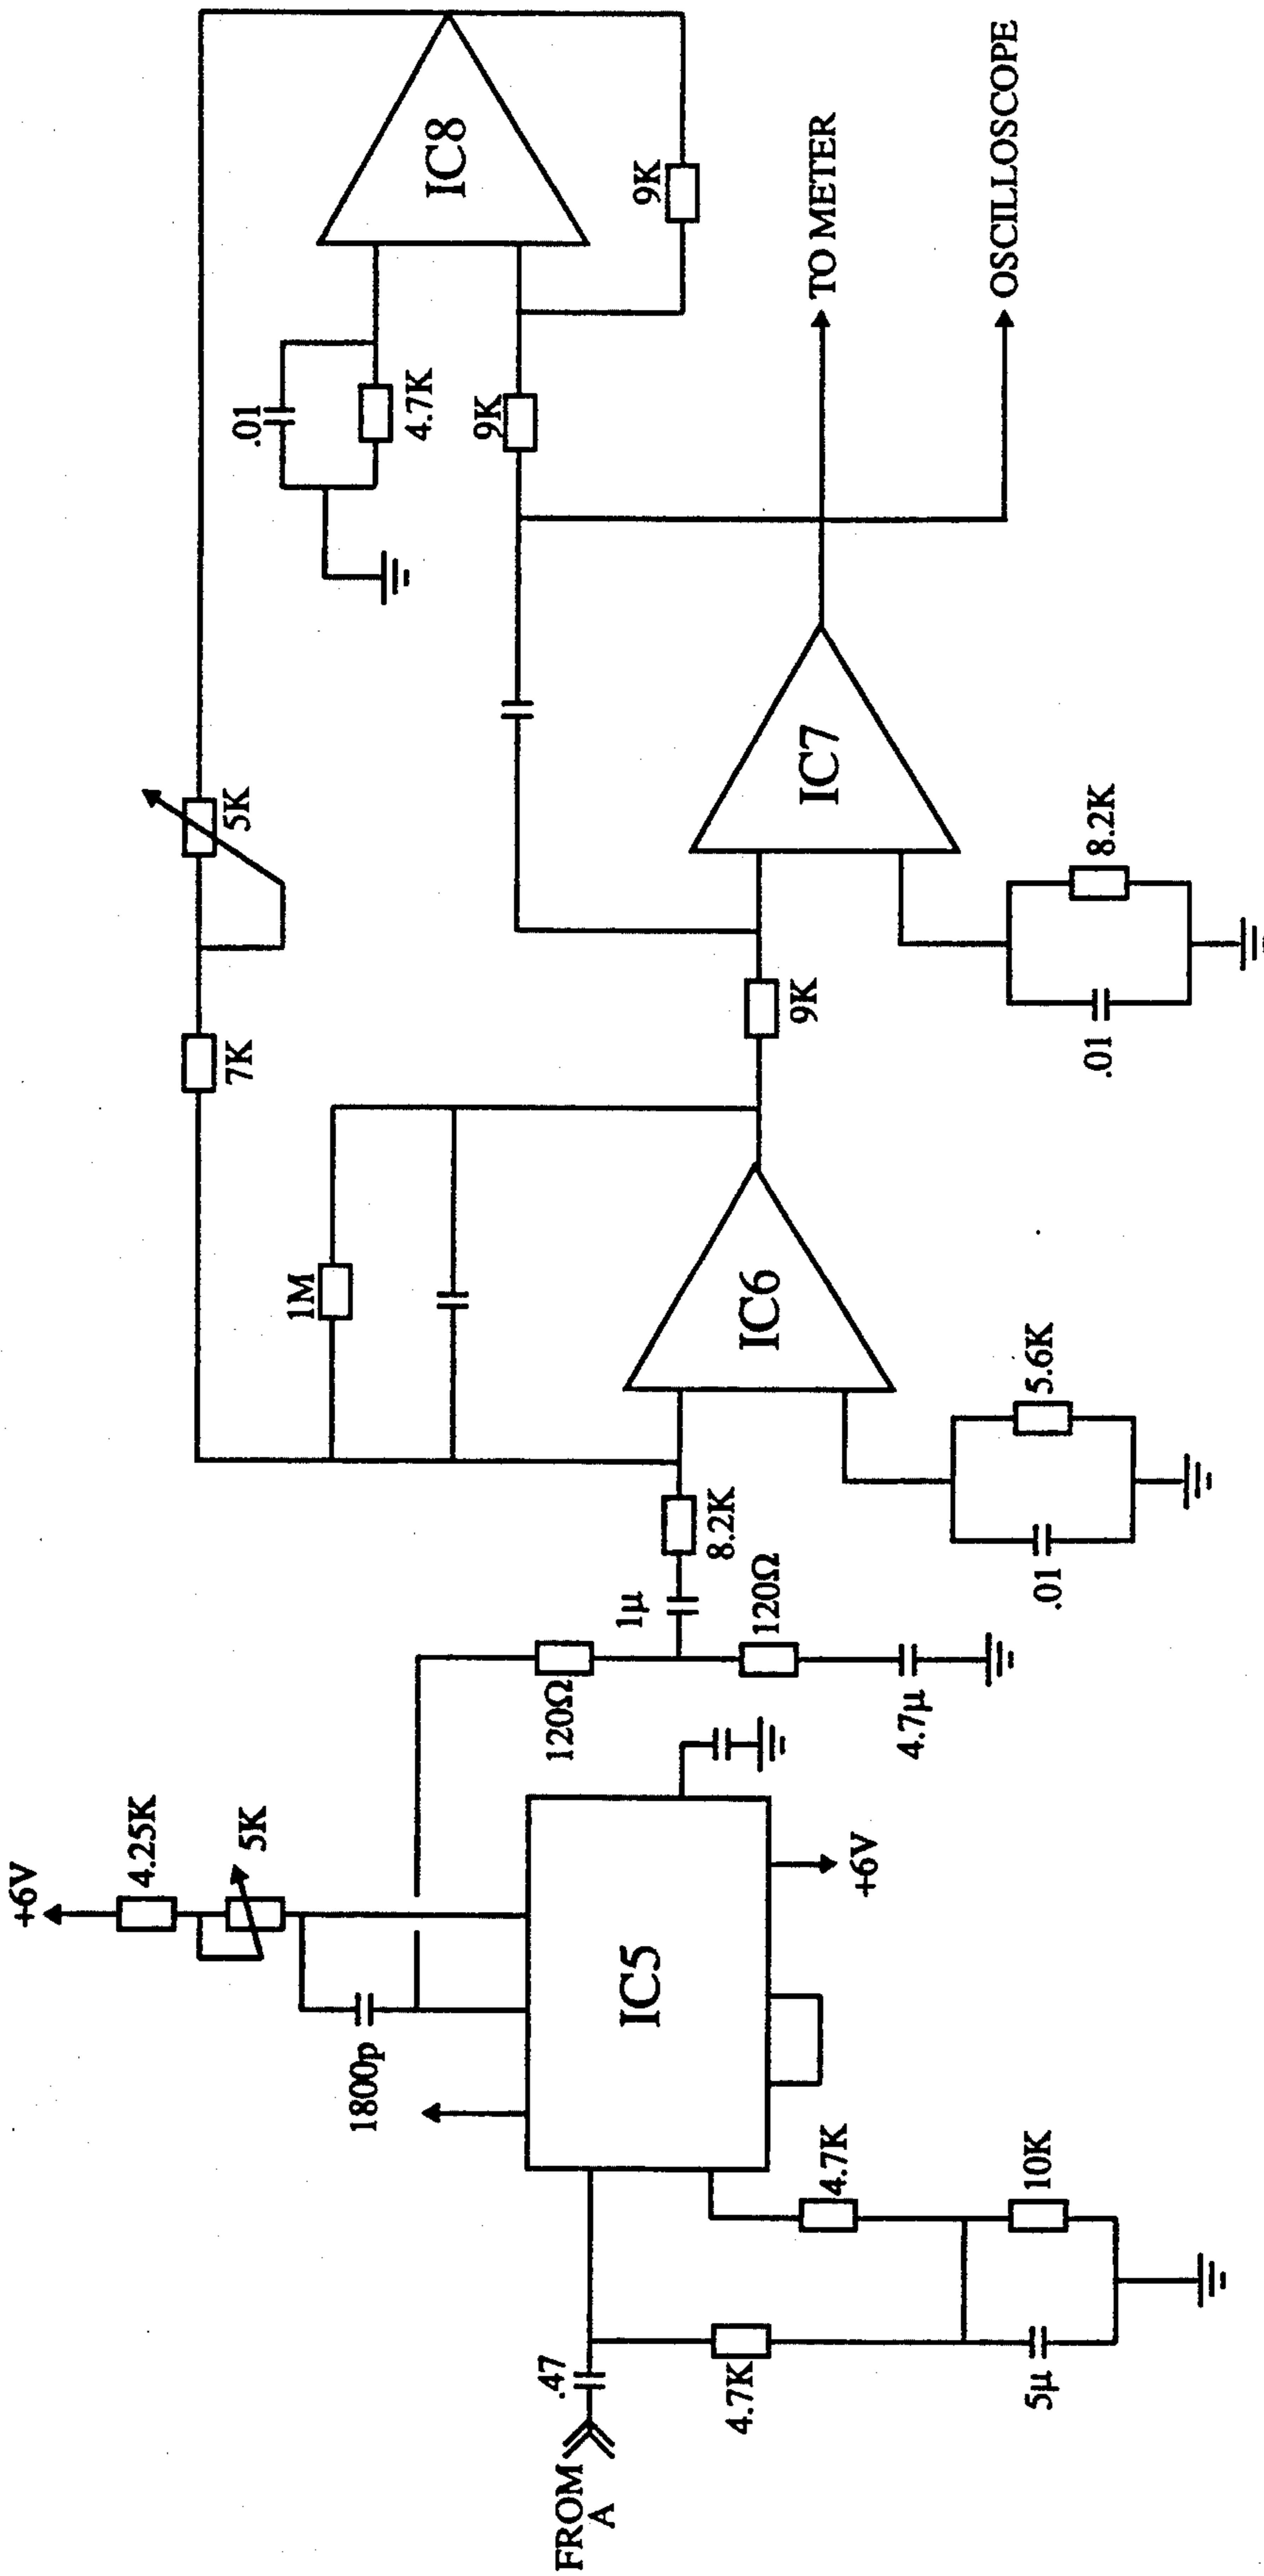 FROM
A
.47
4.7K
5µ
4.7K
10K
1800p
+6V
4.25K
5K
IC5
+6V
120Ω
4.7µ
120Ω
1µ
8.2K
IC6
.01
5.6K
1M
7K
5K
9K
IC7
.01
8.2K
.01
4.7K
9K
IC8
9K
TO METER
OSCILLOSCOPE